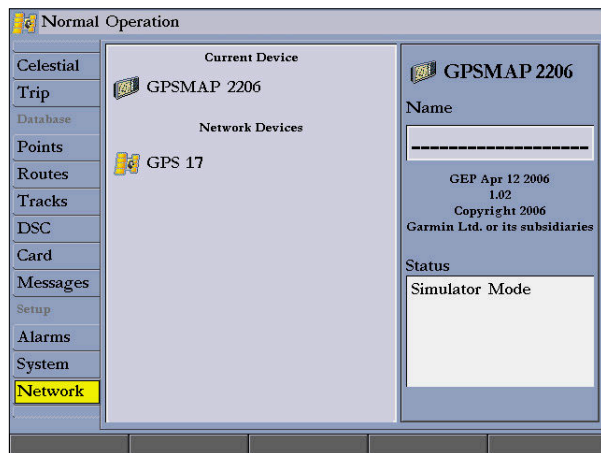 Normal Operation
Celestial
Trip
Database
Points
Routes
Tracks
DSC
Card
Messages
Setup
Alarms
System
Network
Current Device
GPSMAP 2206
Network Devices
GPS 17
GPSMAP 2206
Name
-------------------
GEP Apr 12 2006
1.02
Copyright 2006
Garmin Ltd. or its subsidiaries
Status
Simulator Mode